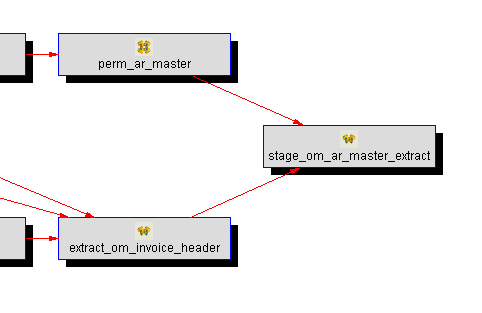 perm_ar_master
stage_om_ar_master_extract
extract_om_invoice_header